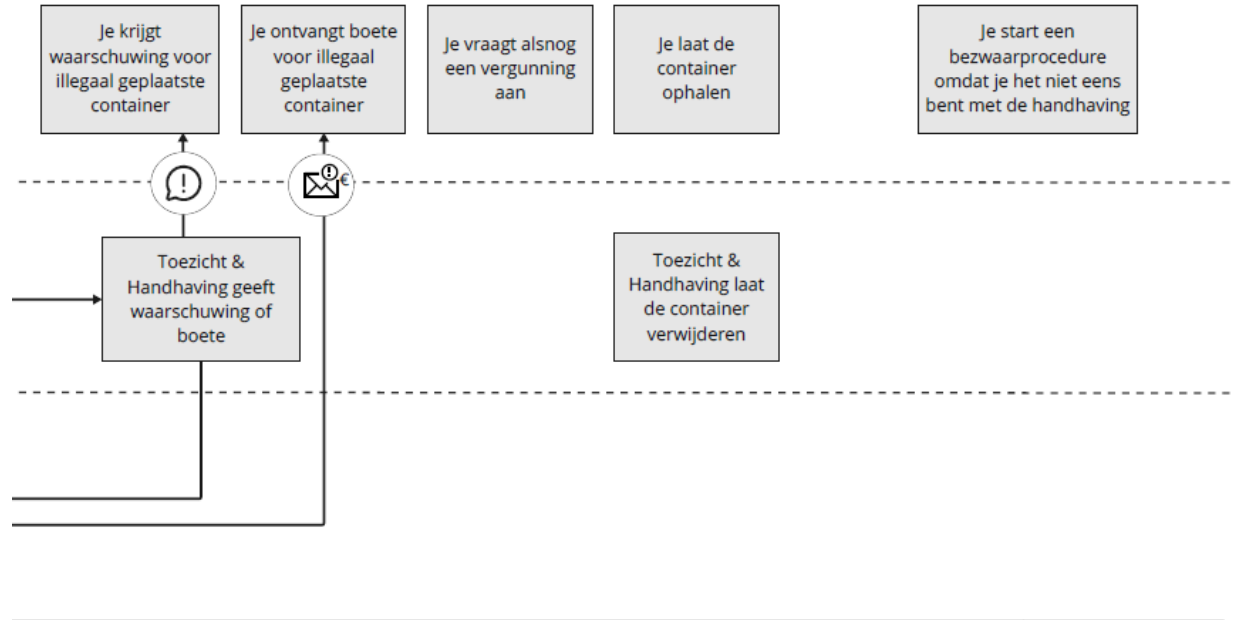 Je krijgt
waarschuwing voor
illegaal geplaatste
container
Je ontvangt boete
voor illegaal
geplaatste
container
Je vraagt alsnog
een vergunning
aan
Je laat de
container
ophalen
Je start een
bezwaarprocedure
omdat je het niet eens
bent met de handhaving
€
Toezicht &
Handhaving geeft
waarschuwing of
boete
Toezicht &
Handhaving laat
de container
verwijderen